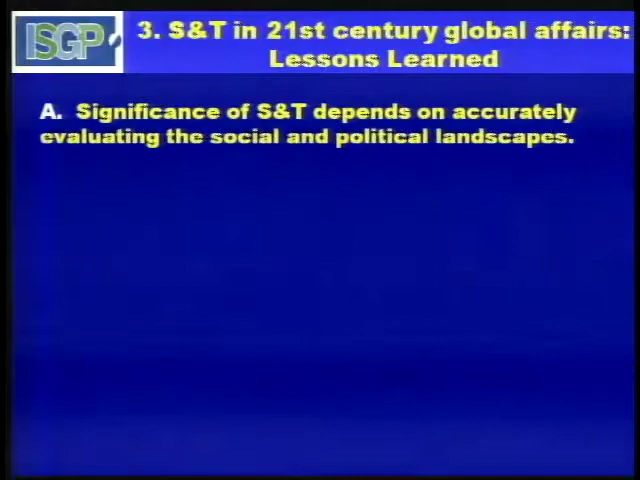 ISGP
3. S&T in 21st century global affairs:
Lessons Learned
A. Significance of S&T depends on accurately
evaluating the social and political landscapes.